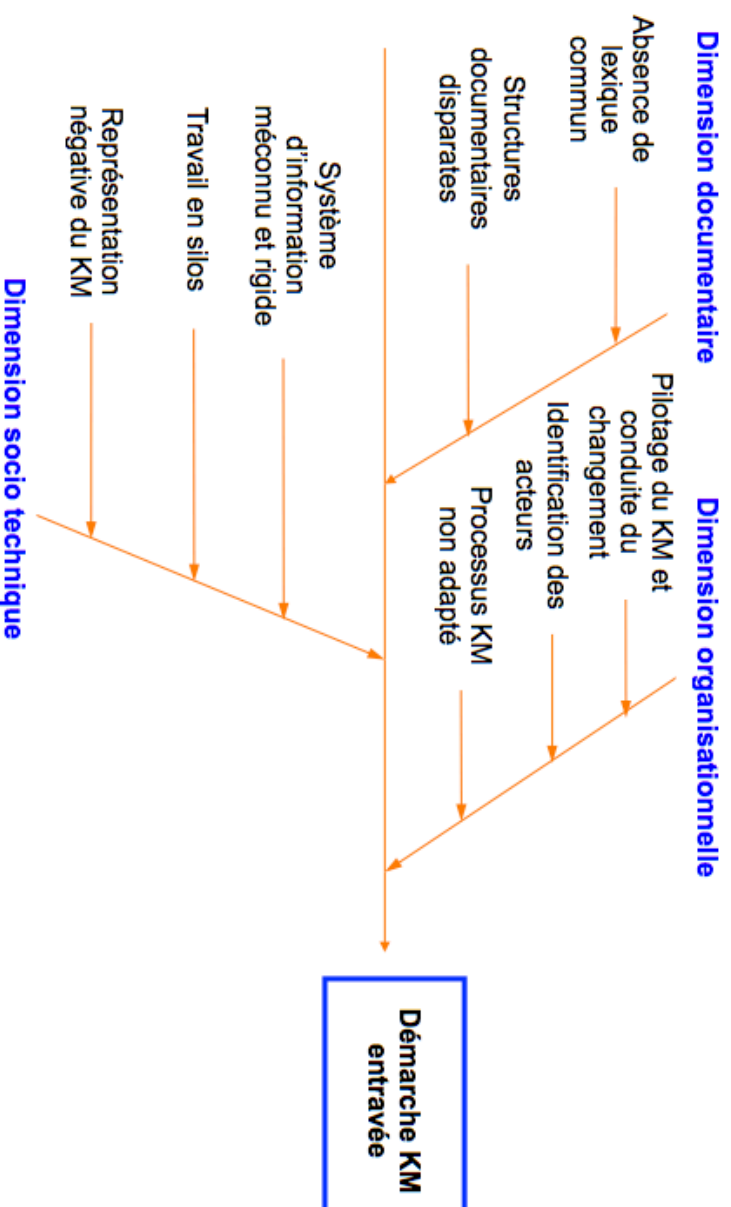 Dimension documentaire
Dimension organisationnelle
Absence de
lexique
commun
Structures
documentaires
disparates
Pilotage du KM et
conduite du
changement
Identification des
acteurs
Processus KM
non adapté
Démarche KM
entravée
Système
d'information
méconnu et rigide
Travail en silos
Représentation
négative du KM
Dimension socio technique